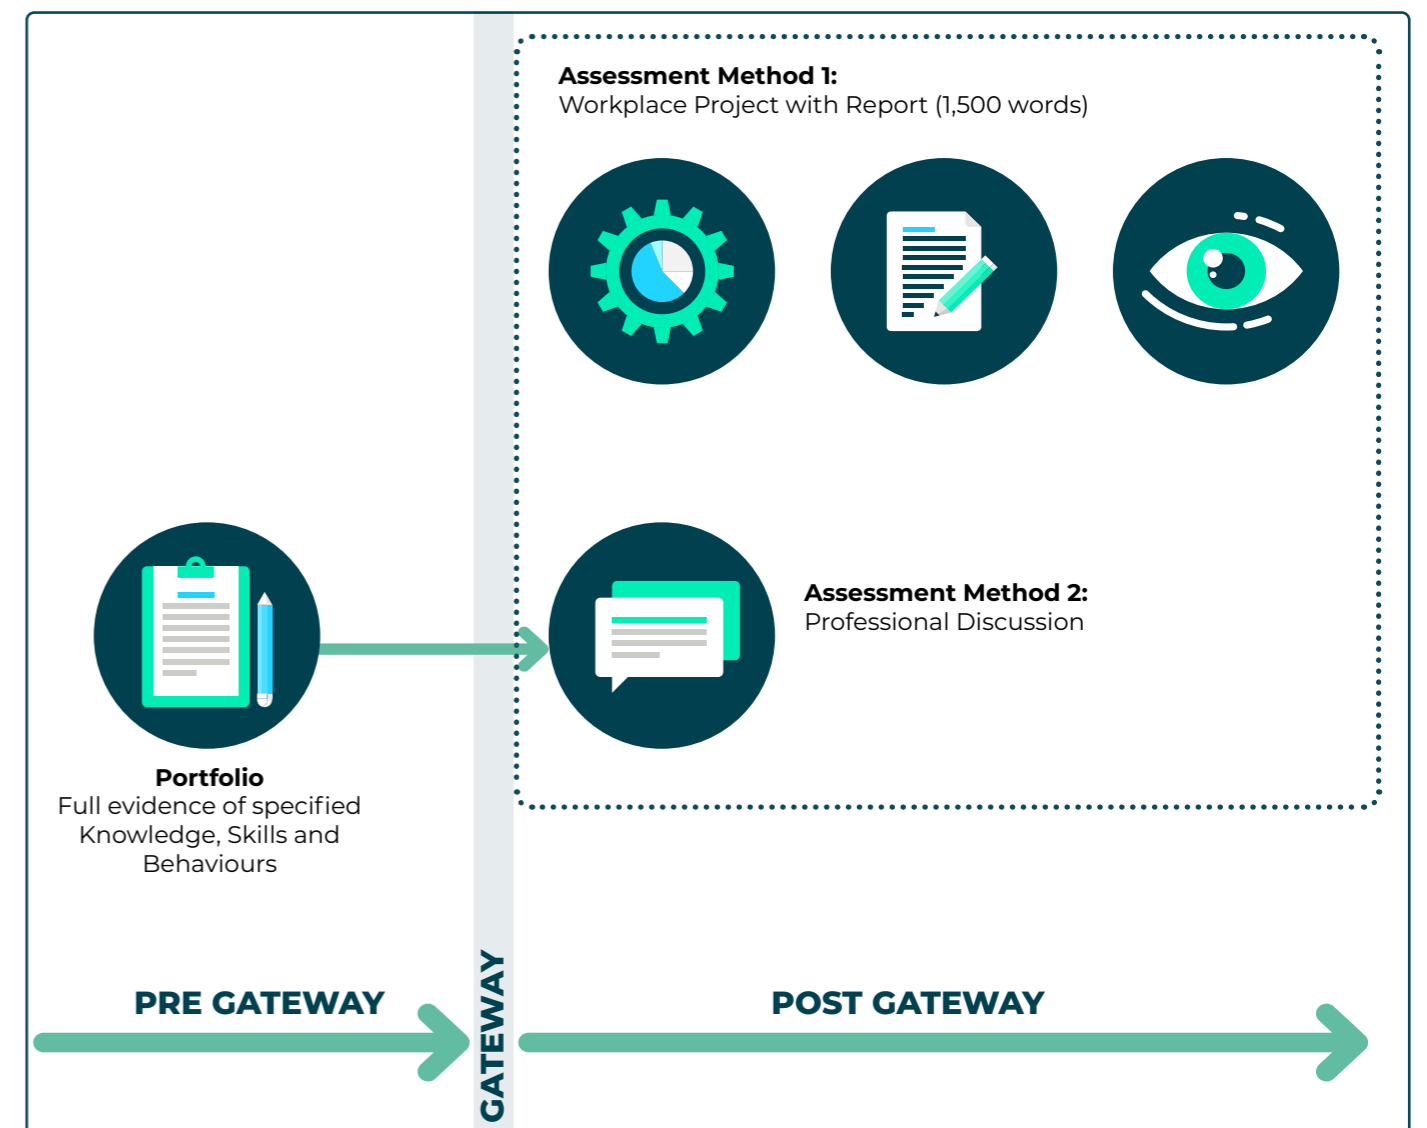 Assessment Method 1:
Workplace Project with Report (1,500 words)
Assessment Method 2:
Professional Discussion
Portfolio
Full evidence of specified
Knowledge, Skills and
Behaviours
PRE GATEWAY
GATEWAY
POST GATEWAY